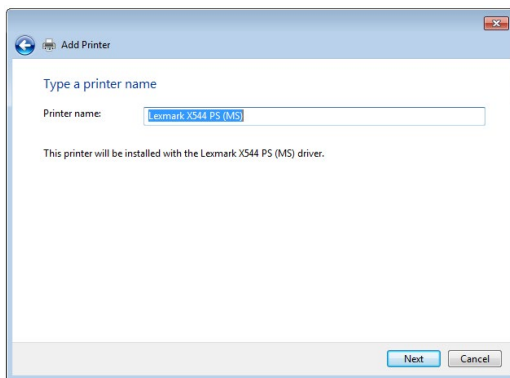 Add Printer
Type a printer name
Printer name: Lexmark X544 PS (MS)
This printer will be installed with the Lexmark X544 PS (MS) driver.
Next Cancel